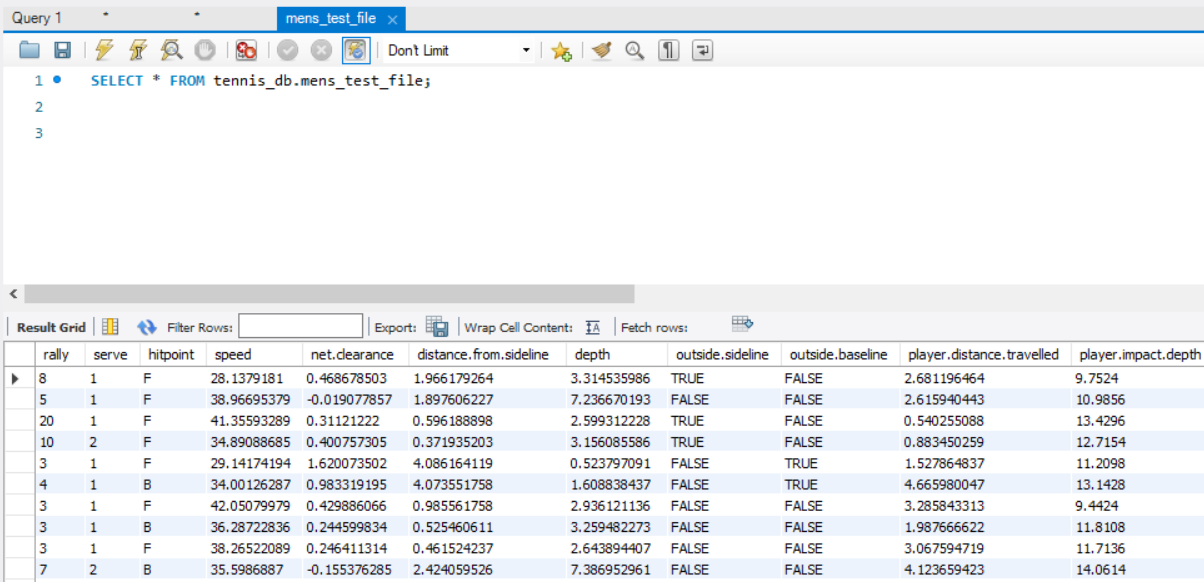 Query 1 * * mens_test_file ×
Don't Limit
1 SELECT * FROM tennis_db.mens_test_file;
2
3
Result Grid Filter Rows: Export: Wrap Cell Content: IA Fetch rows:
rally serve hitpoint speed net.clearance distance.from.sideline depth outside.sideline outside.baseline player.distance.travelled player.impact.depth
8 1 F 28.1379181 0.468678503 1.966179264 3.314535986 TRUE FALSE 2.681196464 9.7524
5 1 F 38.96695379 -0.019077857 1.897606227 7.236670193 FALSE FALSE 2.615940443 10.9856
20 1 F 41.35593289 0.31121222 0.596188898 2.599312228 TRUE FALSE 0.540255088 13.4296
10 2 F 34.89088685 0.400757305 0.371935203 3.156085586 TRUE FALSE 0.883450259 12.7154
3 1 F 29.14174194 1.620073502 4.086164119 0.523797091 FALSE TRUE 1.527864837 11.2098
4 1 B 34.00126287 0.983319195 4.073551758 1.608838437 FALSE TRUE 4.665980047 13.1428
3 1 F 42.05079979 0.429886066 0.985561758 2.936121136 FALSE FALSE 3.285843313 9.4424
3 1 B 36.28722836 0.244599834 0.525460611 3.259482273 FALSE FALSE 1.987666622 11.8108
3 1 F 38.26522089 0.246411314 0.461524237 2.643894407 FALSE FALSE 3.067594719 11.7136
7 2 B 35.5986887 -0.155376285 2.424059526 7.386952961 FALSE FALSE 4.123659423 14.0614